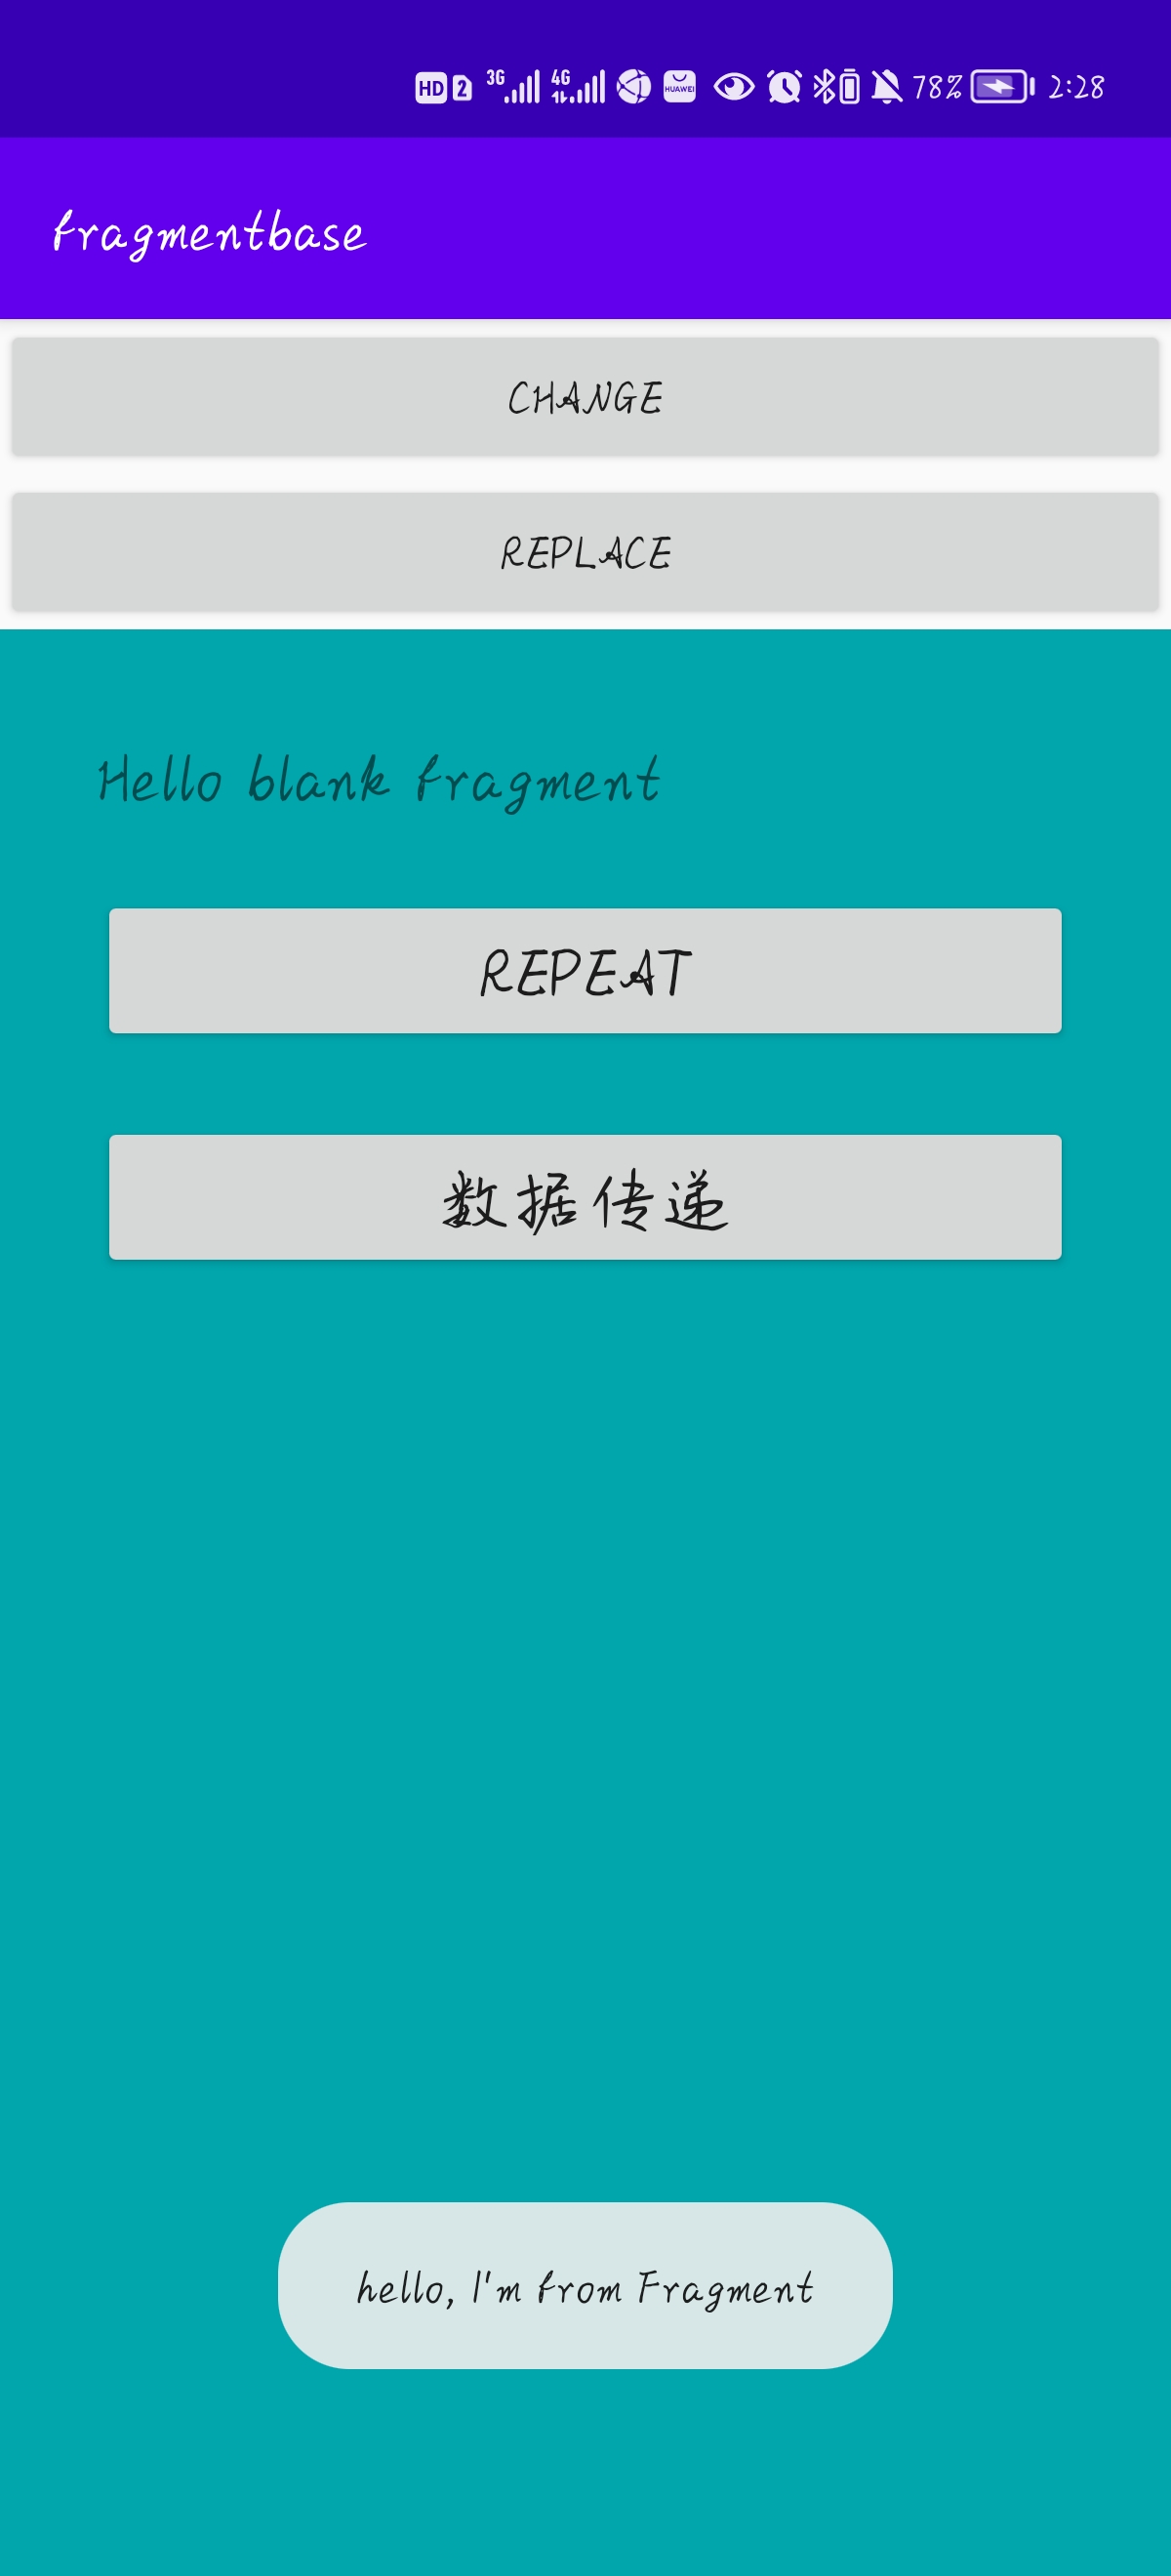 HD 2 3G 4G HUAWEI 78% 2:28
fragmentbase
CHANGE
REPLACE
Hello blank fragment
REPEAT
数据传递
hello, I'm from Fragment